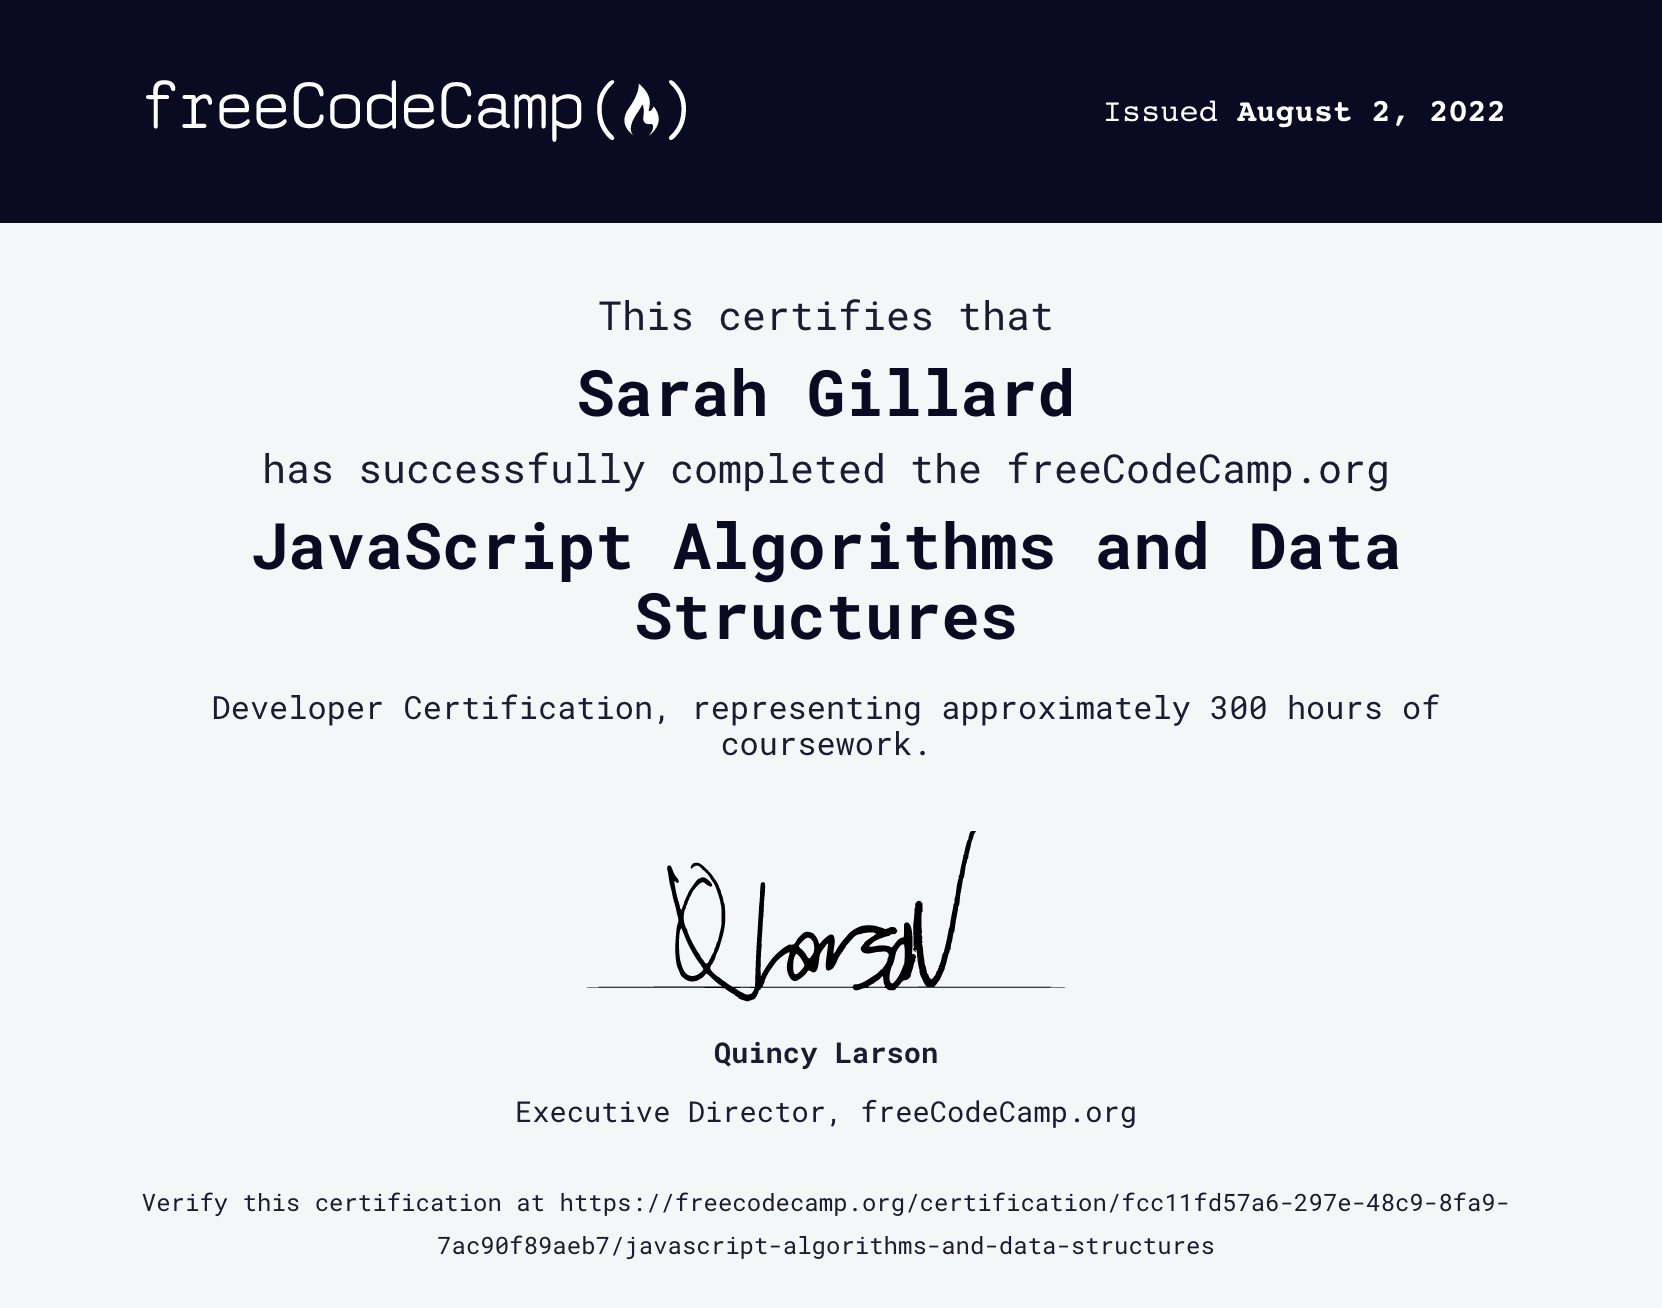 freeCodeCamp(🔥)
Issued August 2, 2022
This certifies that
Sarah Gillard
has successfully completed the freeCodeCamp.org
JavaScript Algorithms and Data
Structures
Developer Certification, representing approximately 300 hours of
coursework.
Q Larson
Quincy Larson
Executive Director, freeCodeCamp.org
Verify this certification at https://freecodecamp.org/certification/fcc11fd57a6-297e-48c9-8fa9-
7ac90f89aeb7/javascript-algorithms-and-data-structures